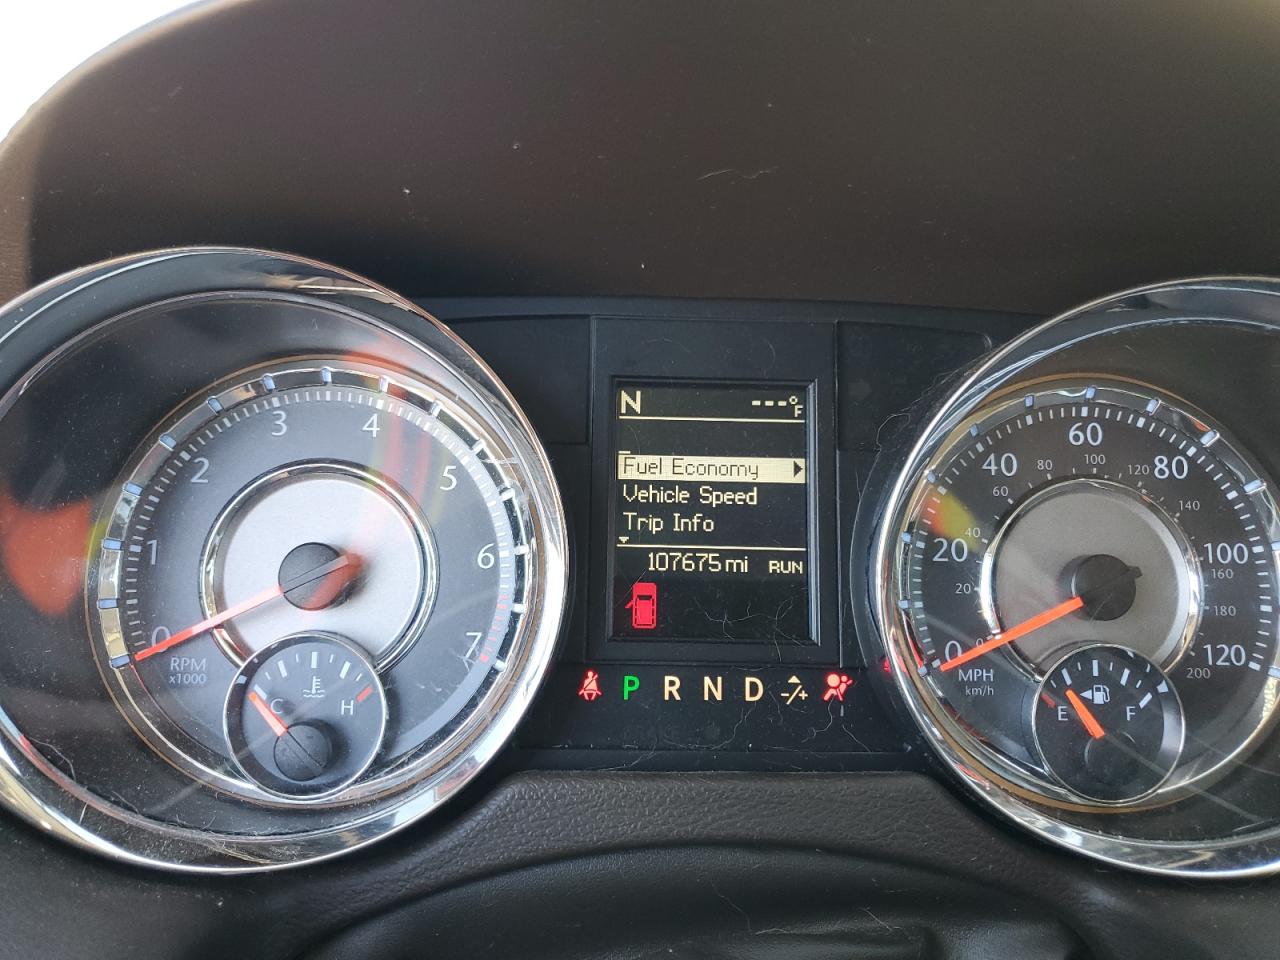 N ---°F
Fuel Economy
Vehicle Speed
Trip Info
107675 mi RUN
P R N D -/+
0 1 2 3 4 5 6 7
RPM
x1000
C H
0 20 40 60 80 100 120
0 20 40 60 80 100 120 140 160 180 200
MPH
km/h
E F